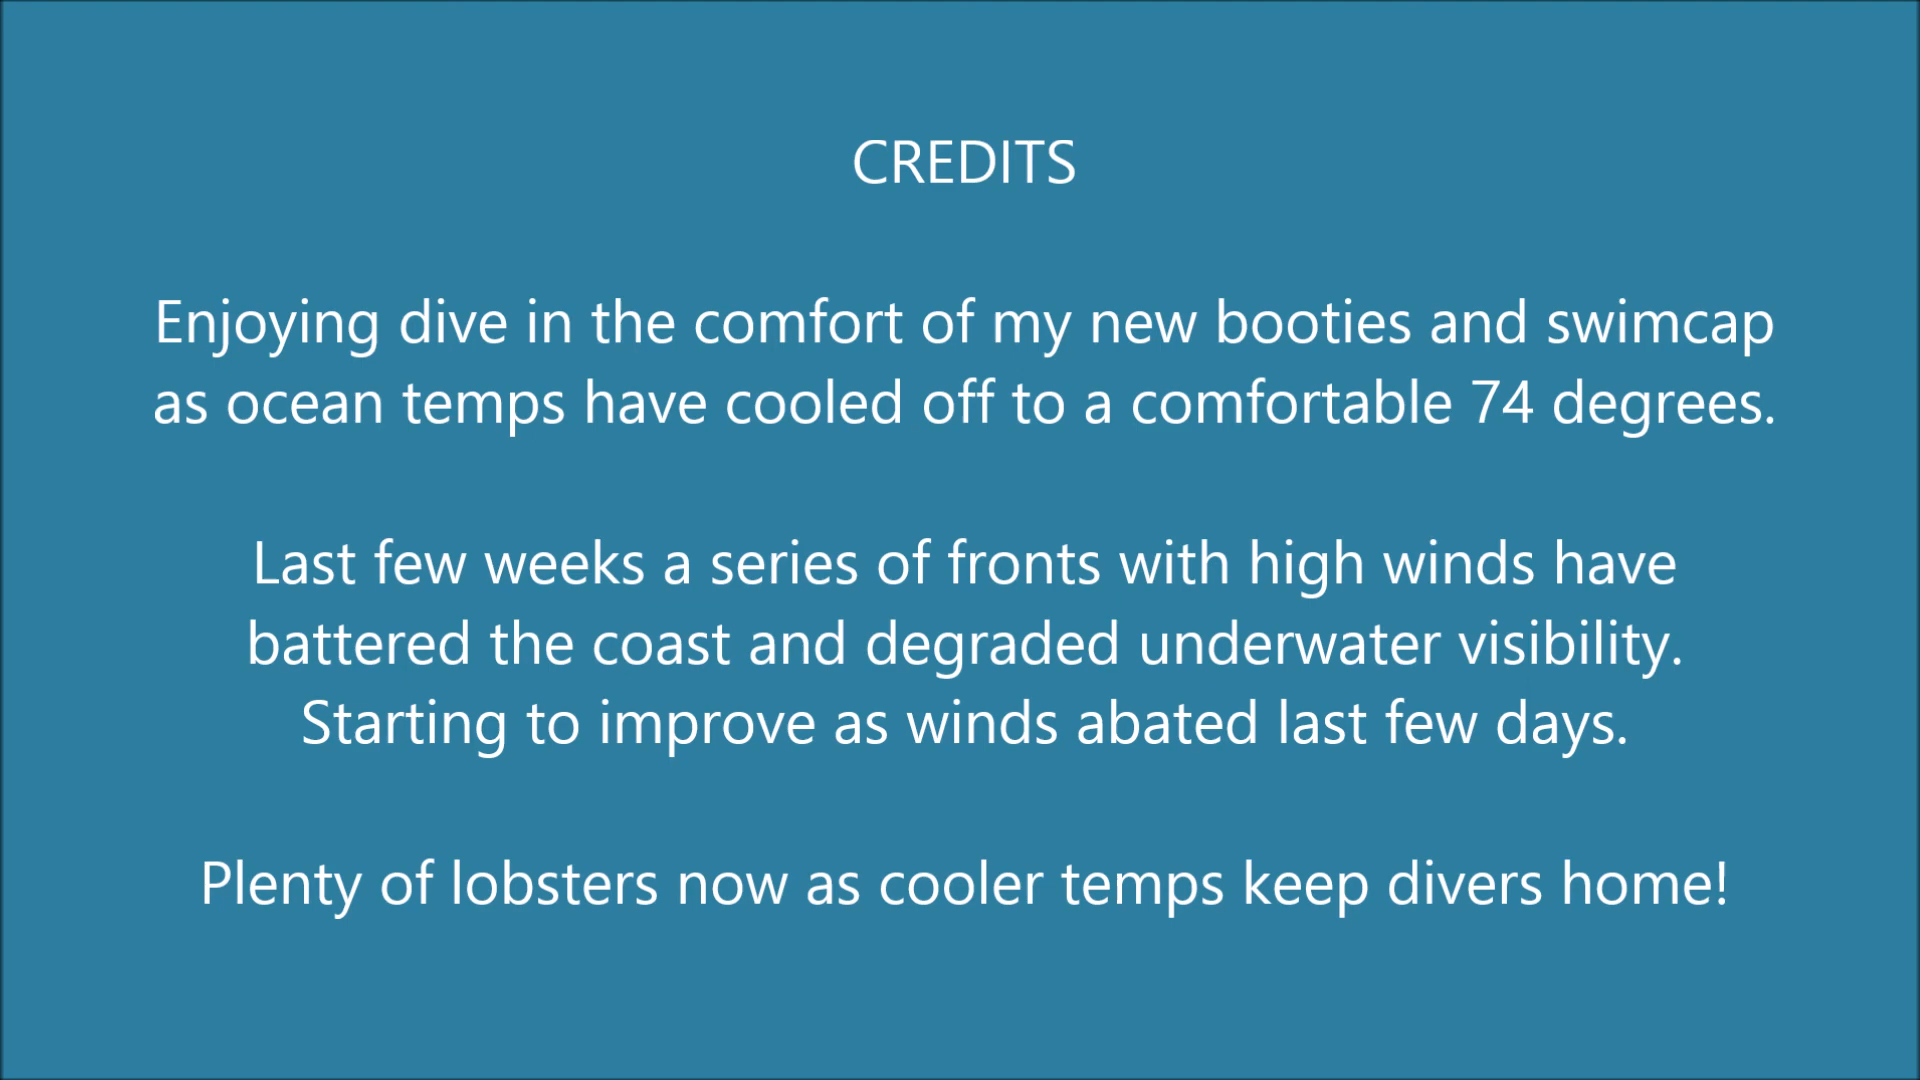 CREDITS
Enjoying dive in the comfort of my new booties and swimcap
as ocean temps have cooled off to a comfortable 74 degrees.
Last few weeks a series of fronts with high winds have
battered the coast and degraded underwater visibility.
Starting to improve as winds abated last few days.
Plenty of lobsters now as cooler temps keep divers home!